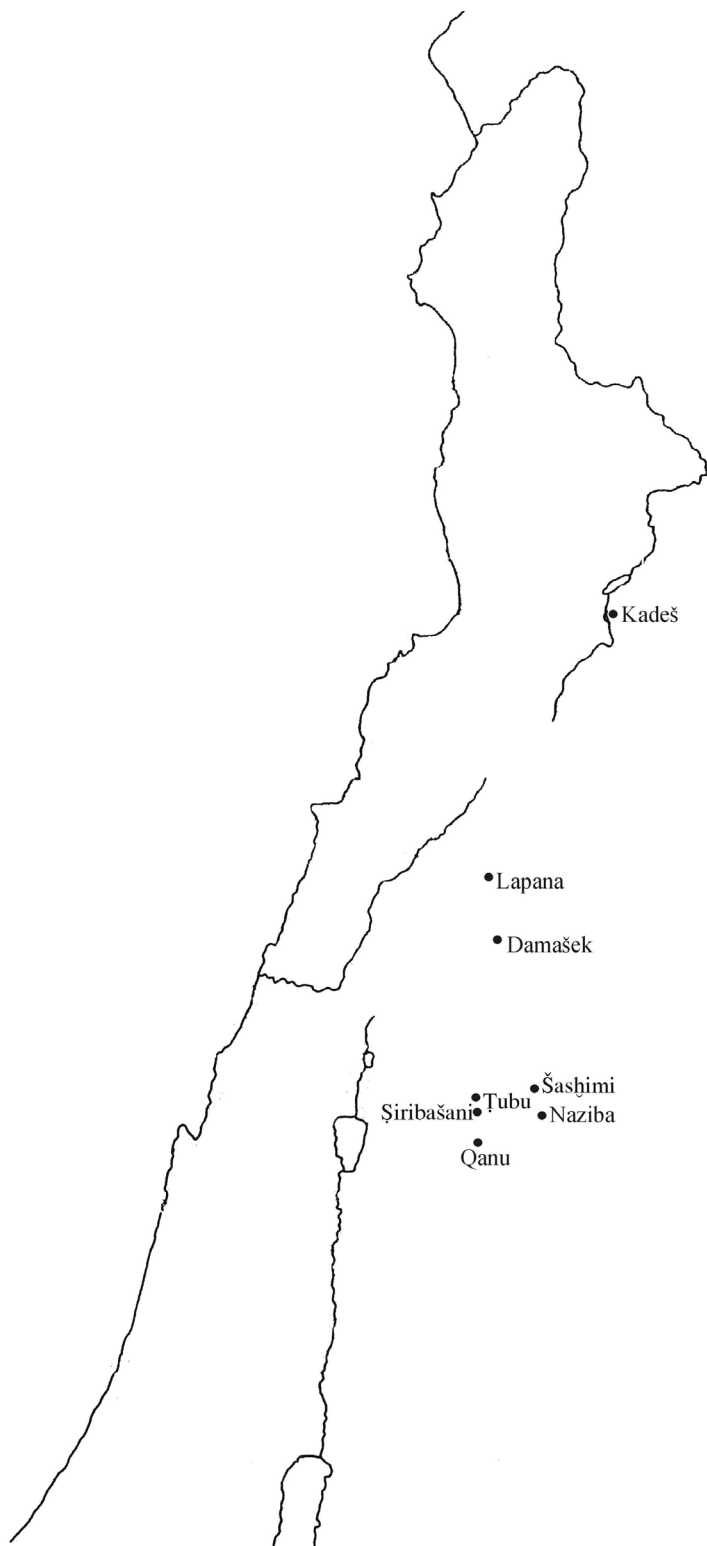 Kadeš
Lapana
Damašek
Šasḫimi
Ṭubu
Ṣiribašani
Naziba
Qanu